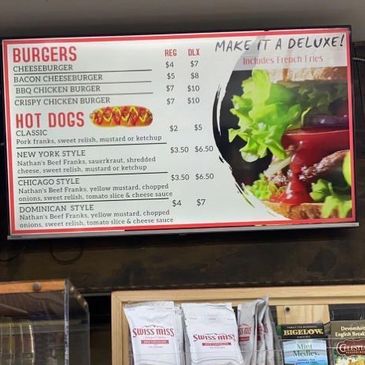 BURGERS REG DLX
CHEESEBURGER $4 $7
BACON CHEESEBURGER $5 $8
BBQ CHICKEN BURGER $7 $10
CRISPY CHICKEN BURGER $7 $10
HOT DOGS
CLASSIC $2 $5
Pork franks, sweet relish, mustard or ketchup
NEW YORK STYLE $3.50 $6.50
Nathan's Beef Franks, saurrkraut, shredded
cheese, sweet relish, mustard or ketchup
CHICAGO STYLE $3.50 $6.50
Nathan's Beef Franks, yellow mustard, chopped
onions, sweet relish, tomato slice & cheese sauce
DOMINICAN STYLE $4 $7
Nathan's Beef Franks, yellow mustard, chopped
onions, sweet relish, tomato slice & cheese sauce
MAKE IT A DELUXE!
Includes French Fries
SWISS MISS
SWISS MISS
BIGELOW
Mint
Medley
English Break
CELESTIAL